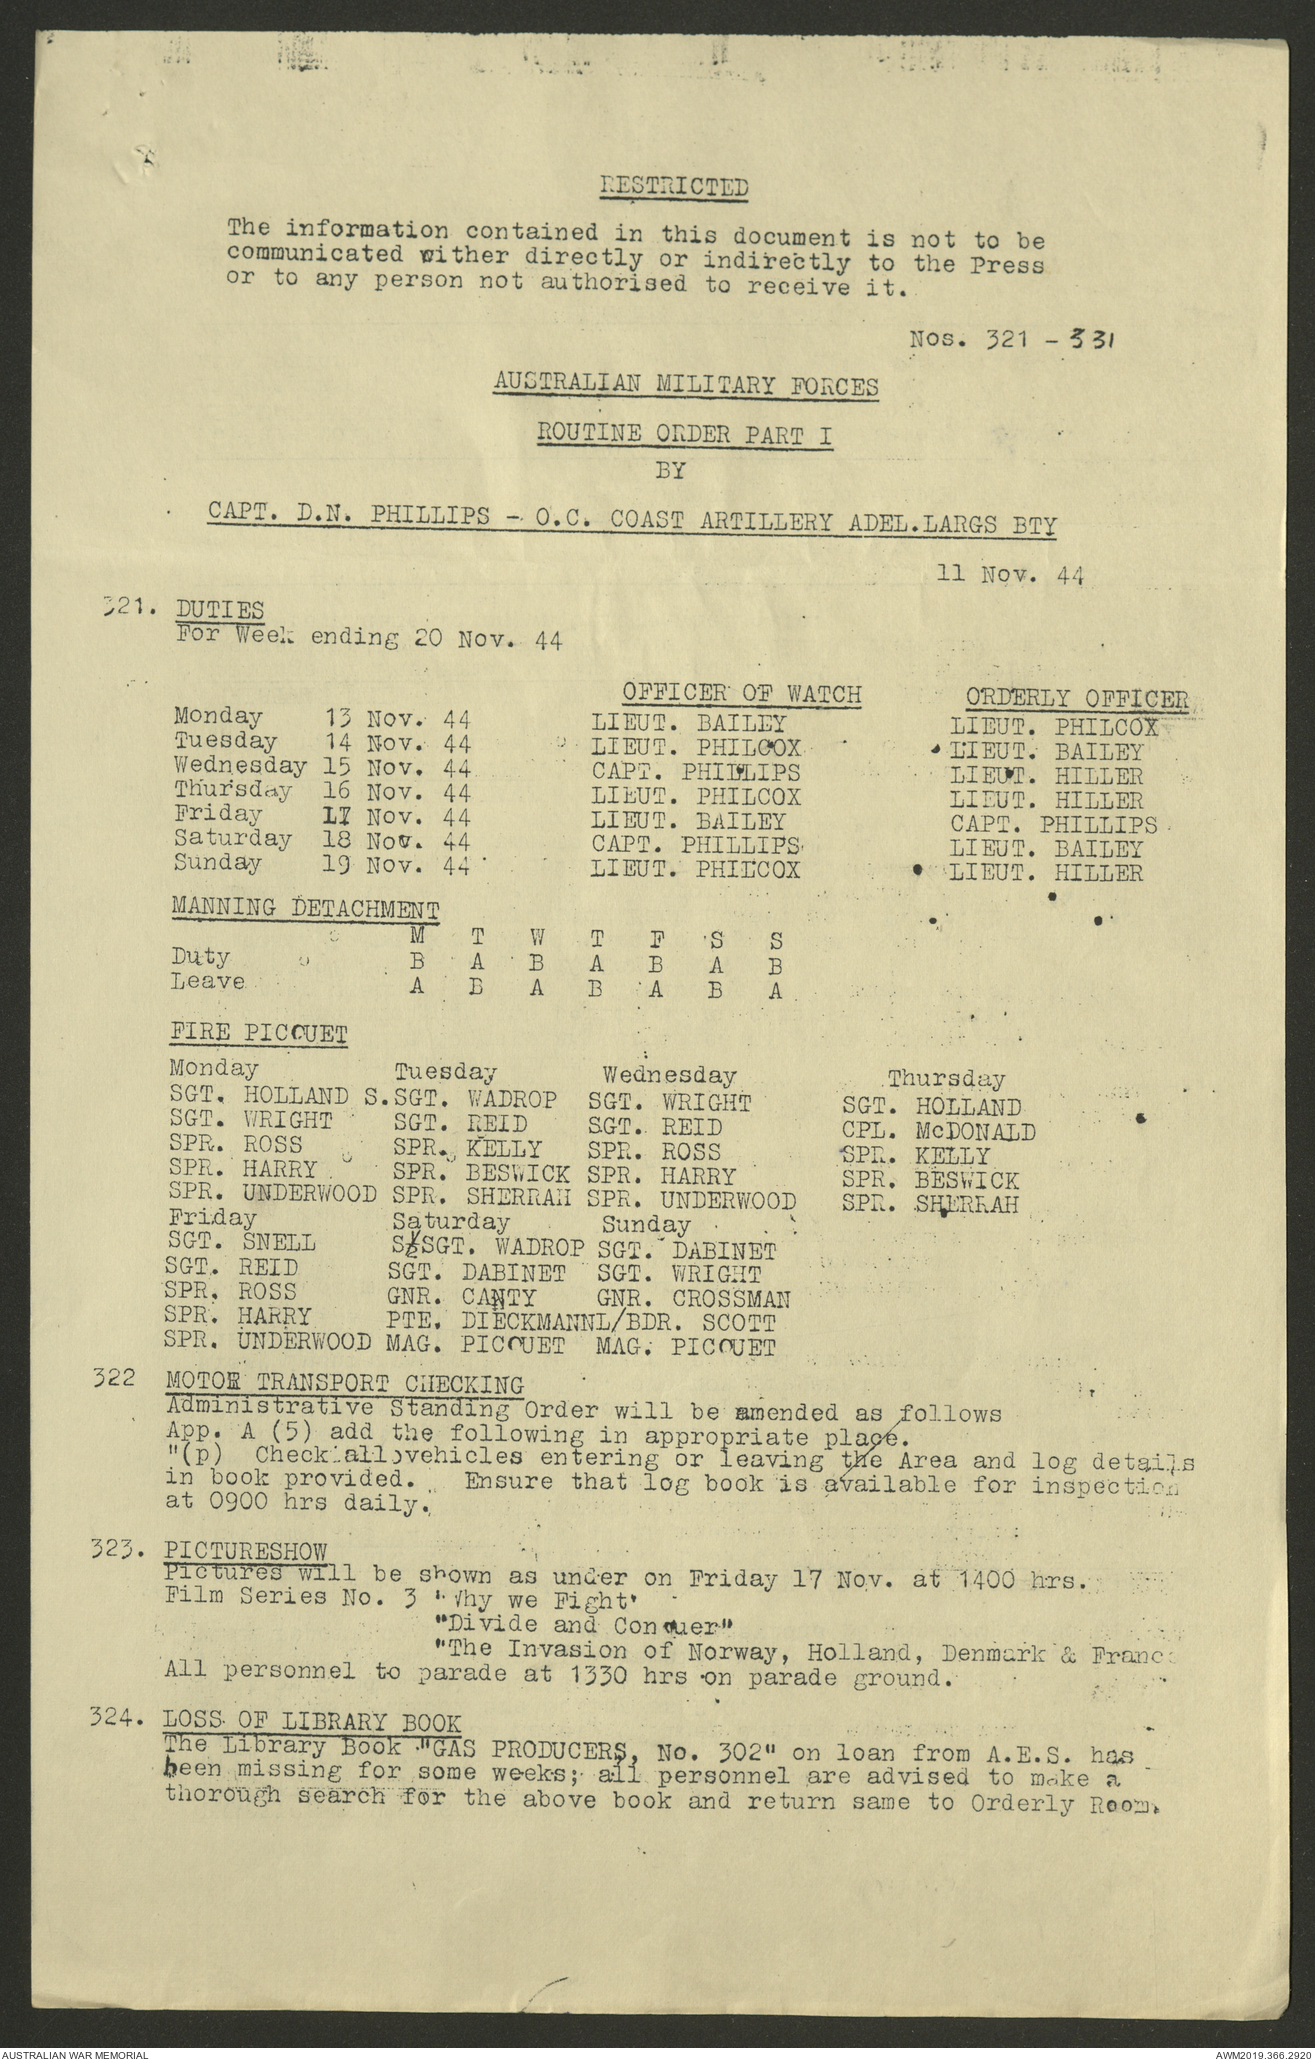 RESTRICTED
The information contained in this document is not to be
communicated wither directly or indirectly to the Press
or to any person not authorised to receive it.
Nos. 321 - 331
AUSTRALIAN MILITARY FORCES
ROUTINE ORDER PART I
BY
CAPT. D.N. PHILLIPS - O.C. COAST ARTILLERY ADEL.LARGS BTY
11 Nov. 44
321. DUTIES
For Week ending 20 Nov. 44
OFFICER OF WATCH ORDERLY OFFICER
Monday 13 Nov. 44 LIEUT. BAILEY LIEUT. PHILCOX
Tuesday 14 Nov. 44 LIEUT. PHILCOX LIEUT. BAILEY
Wednesday 15 Nov. 44 CAPT. PHILLIPS LIEUT. HILLER
Thursday 16 Nov. 44 LIEUT. PHILCOX LIEUT. HILLER
Friday 17 Nov. 44 LIEUT. BAILEY CAPT. PHILLIPS
Saturday 18 Nov. 44 CAPT. PHILLIPS LIEUT. BAILEY
Sunday 19 Nov. 44 LIEUT. PHILCOX LIEUT. HILLER
MANNING DETACHMENT
M T W T F S S
Duty B A B A B A B
Leave A B A B A B A
FIRE PICQUET
Monday Tuesday Wednesday Thursday
SGT. HOLLAND S.SGT. WADROP SGT. WRIGHT SGT. HOLLAND
SGT. WRIGHT SGT. REID SGT. REID CPL. McDONALD
SPR. ROSS SPR. KELLY SPR. ROSS SPR. KELLY
SPR. HARRY SPR. BESWICK SPR. HARRY SPR. BESWICK
SPR. UNDERWOOD SPR. SHERRAH SPR. UNDERWOOD SPR. SHERRAH
Friday Saturday Sunday
SGT. SNELL S/SGT. WADROP SGT. DABINET
SGT. REID SGT. DABINET SGT. WRIGHT
SPR. ROSS GNR. CANTY GNR. CROSSMAN
SPR. HARRY PTE. DIECKMANNL/BDR. SCOTT
SPR. UNDERWOOD MAG. PICQUET MAG. PICQUET
322 MOTOR TRANSPORT CHECKING
Administrative Standing Order will be amended as follows
App. A (5) add the following in appropriate place.
"(p) Check all vehicles entering or leaving the Area and log details
in book provided. Ensure that log book is available for inspection
at 0900 hrs daily.
323. PICTURESHOW
Pictures will be shown as under on Friday 17 Nov. at 1400 hrs.
Film Series No. 3 "Why we Fight"
"Divide and Conquer"
"The Invasion of Norway, Holland, Denmark & Franc
All personnel to parade at 1330 hrs on parade ground.
324. LOSS OF LIBRARY BOOK
The Library Book "GAS PRODUCERS, No. 302" on loan from A.E.S. has
been missing for some weeks; all personnel are advised to make a
thorough search for the above book and return same to Orderly Room.
AUSTRALIAN WAR MEMORIAL AWM2019.366.2920